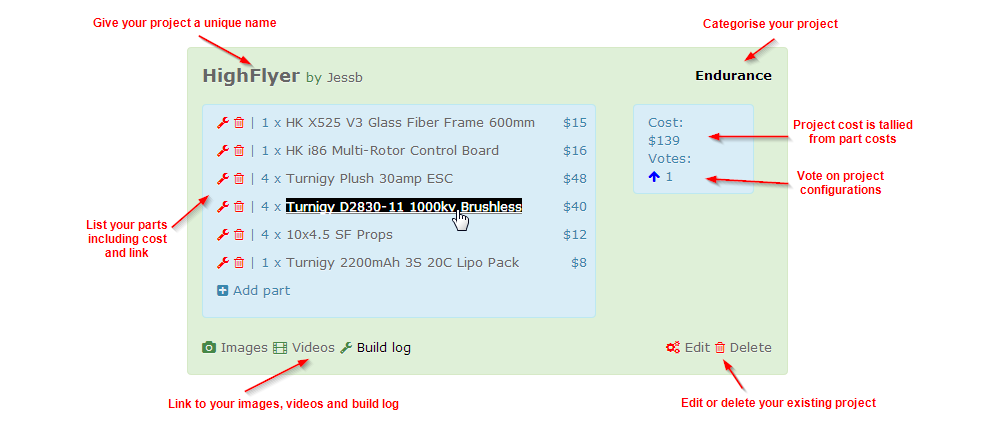 Give your project a unique name
Categorise your project
HighFlyer by Jessb
Endurance
| 1 x HK X525 V3 Glass Fiber Frame 600mm $15
| 1 x HK i86 Multi-Rotor Control Board $16
| 4 x Turnigy Plush 30amp ESC $48
| 4 x Turnigy D2830-11 1000kv Brushless $40
| 4 x 10x4.5 SF Props $12
| 1 x Turnigy 2200mAh 3S 20C Lipo Pack $8
Add part
Cost:
$139
Votes:
1
Project cost is tallied
from part costs
Vote on project
configurations
List your parts
including cost
and link
Images Videos Build log
Edit Delete
Link to your images, videos and build log
Edit or delete your existing project